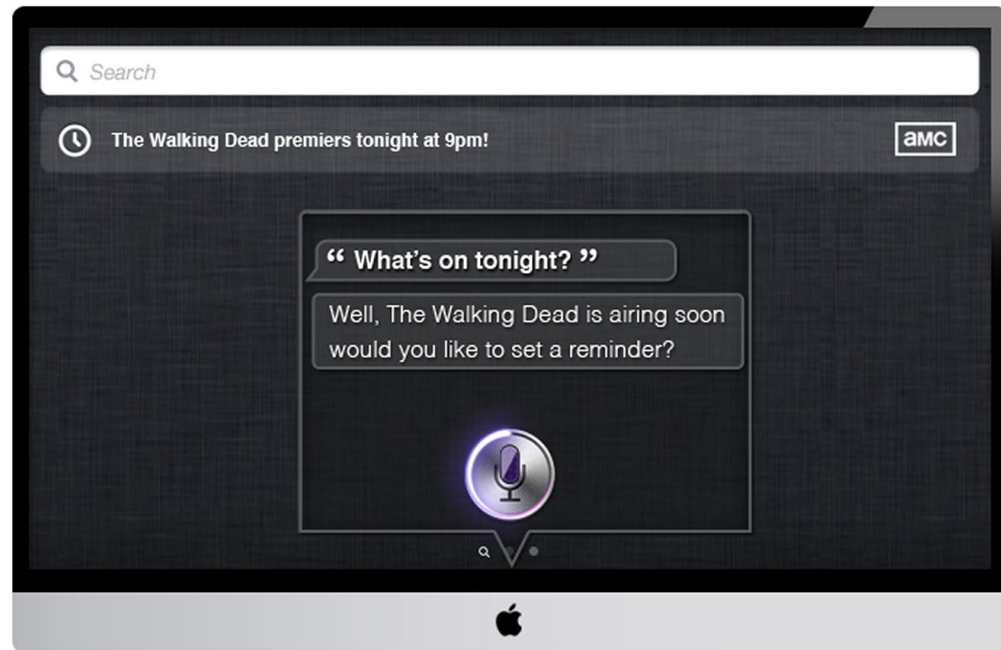 Search
The Walking Dead premiers tonight at 9pm!
aMC
“ What’s on tonight? ”
Well, The Walking Dead is airing soon
would you like to set a reminder?